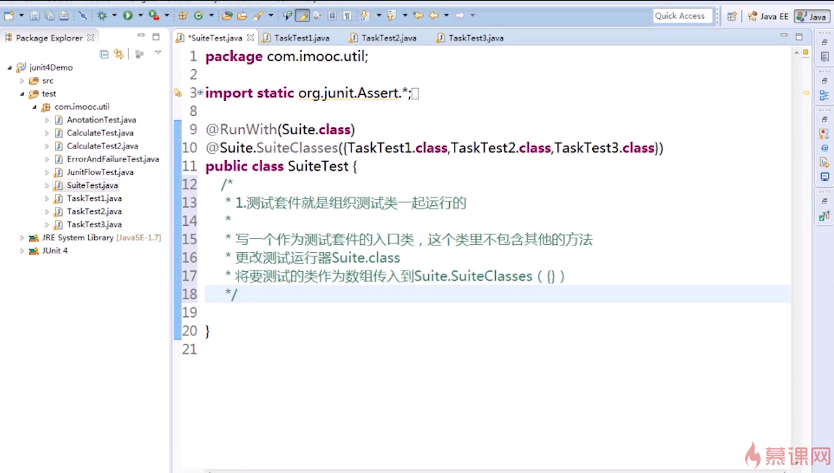 Quick Access
Java EE
Java
Package Explorer
*SuiteTest.java
TaskTest1.java
TaskTest2.java
TaskTest3.java
junit4Demo
src
test
com.imooc.util
AnotationTest.java
CalculateTest.java
CalculateTest2.java
ErrorAndFailureTest.java
JunitFlowTest.java
SuiteTest.java
TaskTest1.java
TaskTest2.java
TaskTest3.java
JRE System Library [JavaSE-1.7]
JUnit 4
1 package com.imooc.util;
2
3 import static org.junit.Assert.*;
8
9 @RunWith(Suite.class)
10 @Suite.SuiteClasses({TaskTest1.class,TaskTest2.class,TaskTest3.class})
11 public class SuiteTest {
12 /*
13 * 1.测试套件就是组织测试类一起运行的
14 *
15 * 写一个作为测试套件的入口类，这个类里不包含其他的方法
16 * 更改测试运行器Suite.class
17 * 将要测试的类作为数组传入到Suite.SuiteClasses（{}）
18 */
19
20 }
21
慕课网